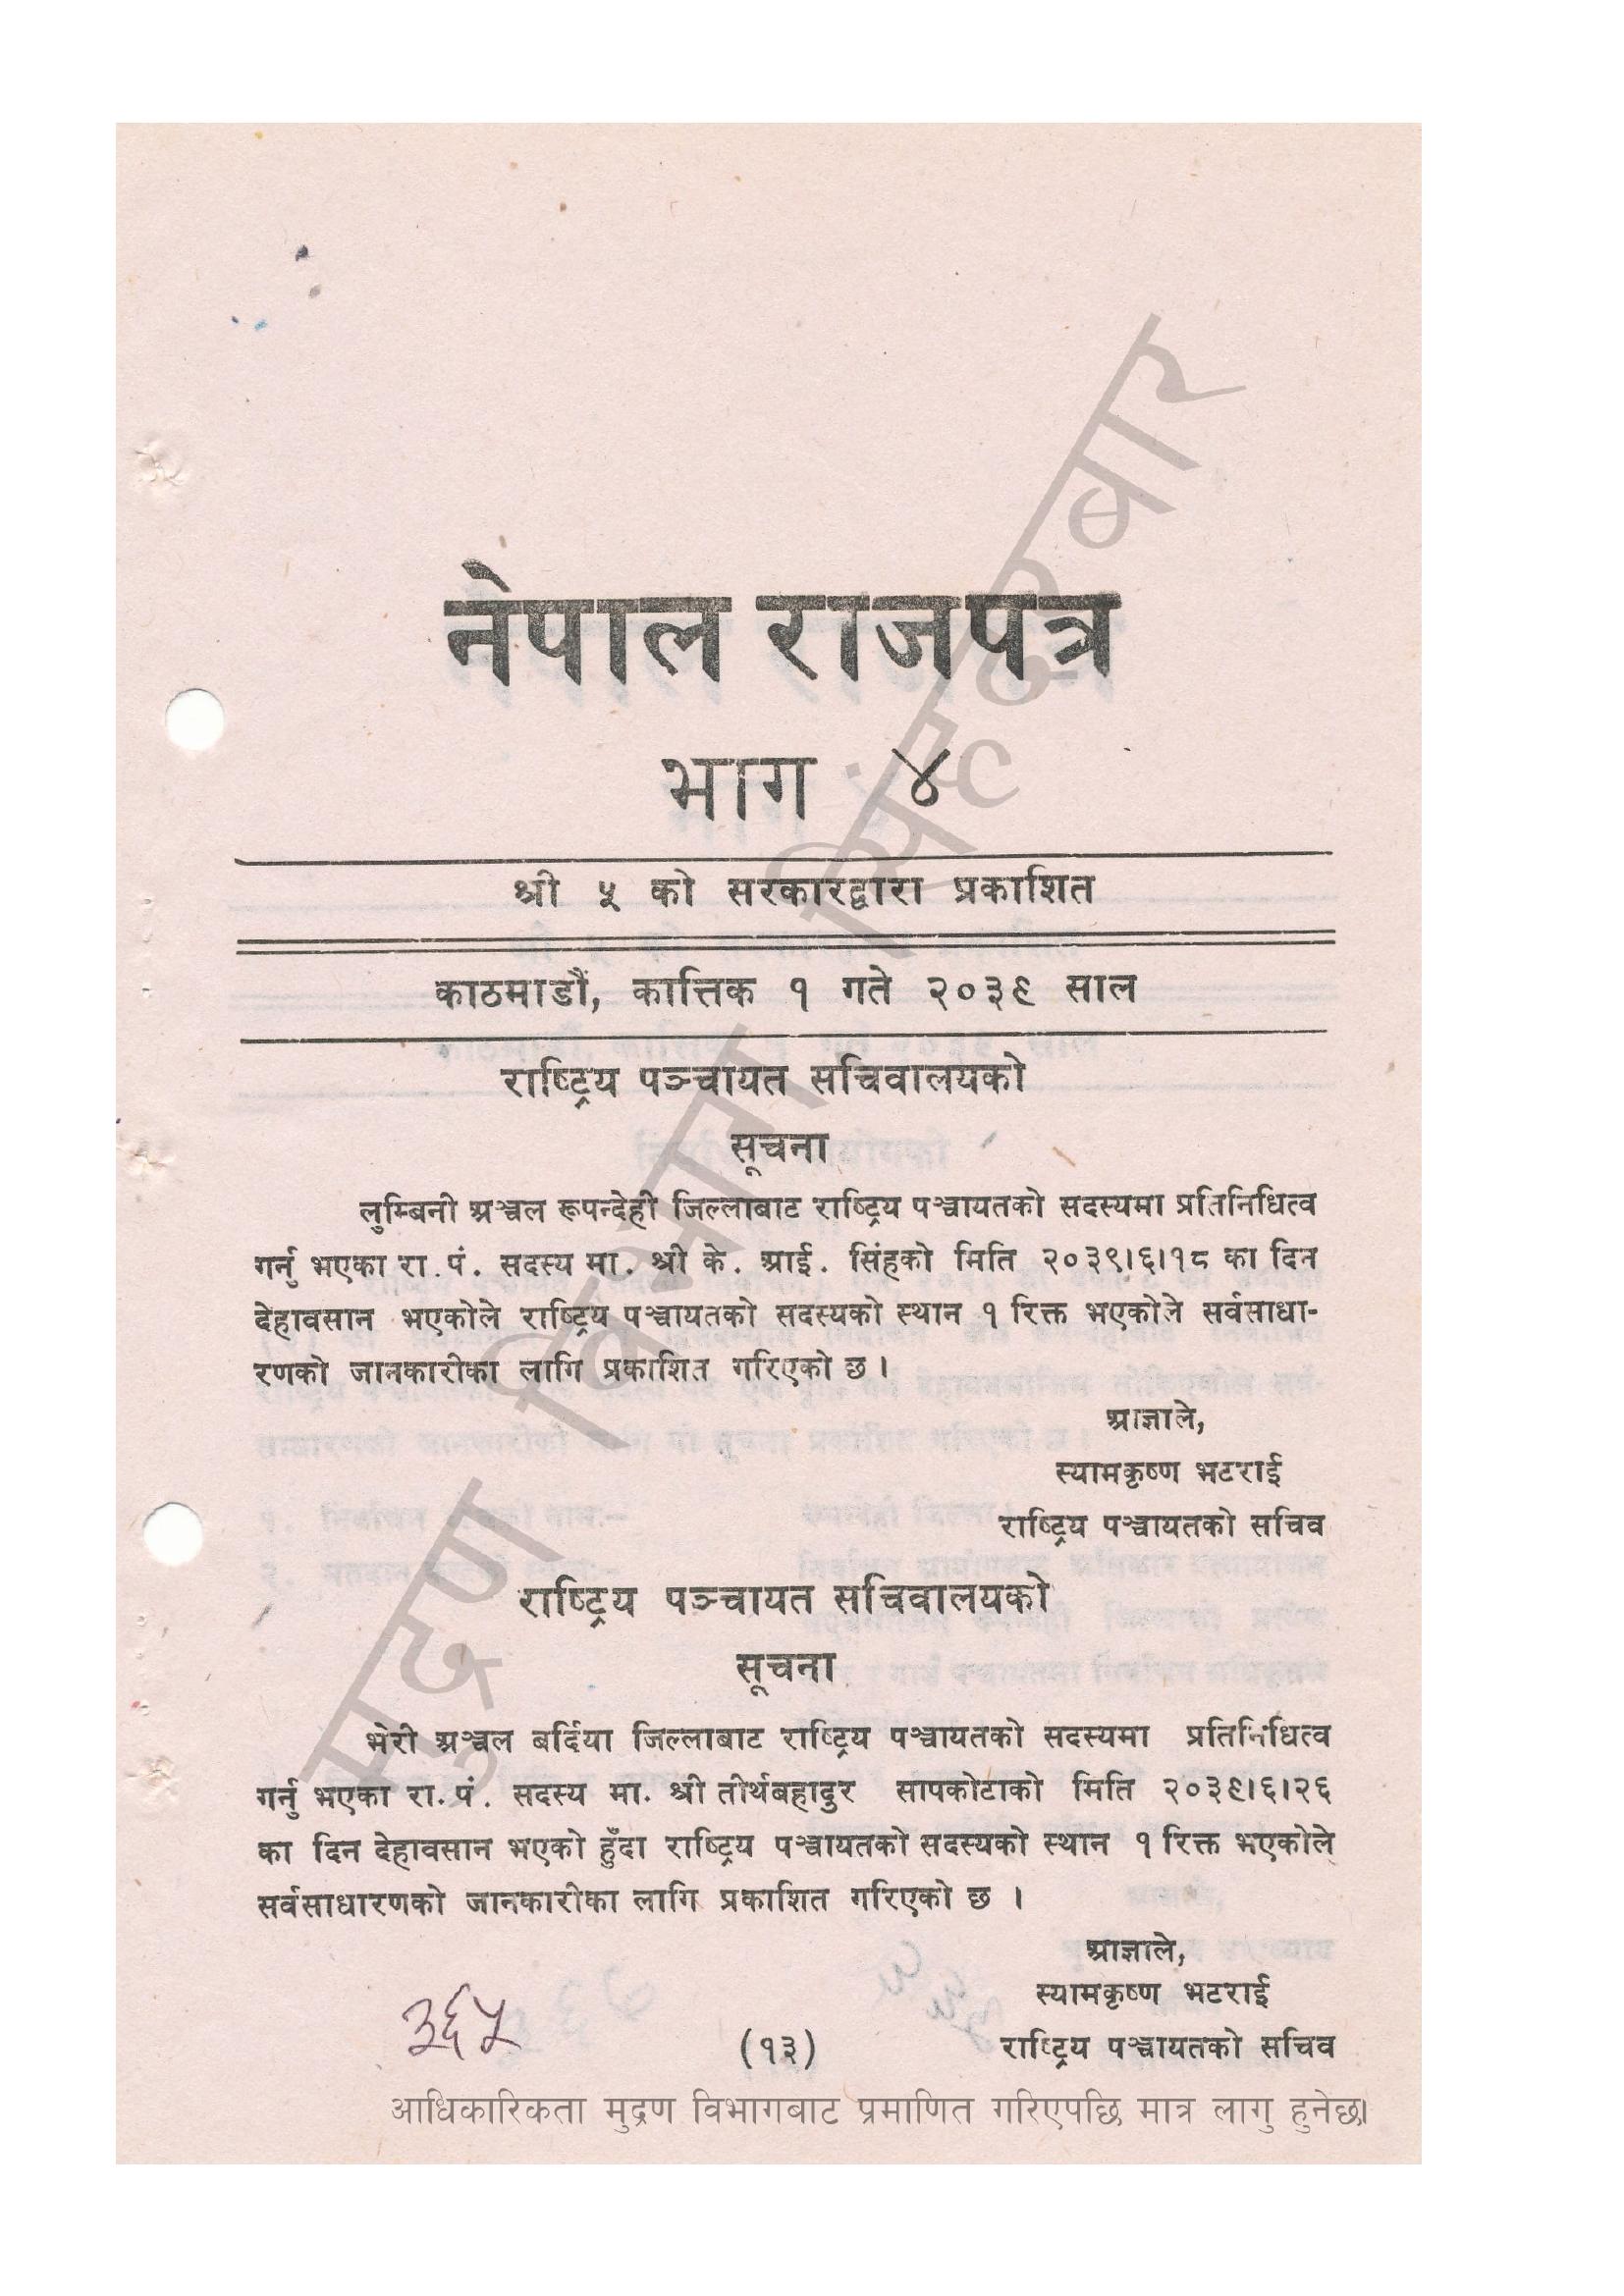 नेपाल राजपत्र
भाग ४
श्री ५ को सरकारद्वारा प्रकाशित
काठमाडौं, कात्तिक १ गते २०३९ साल
राष्ट्रिय पञ्चायत सचिवालयको
सूचना
लुम्बिनी अञ्चल रूपन्देही जिल्लाबाट राष्ट्रिय पञ्चायतको सदस्यमा प्रतिनिधित्व
गर्नु भएका रा. पं. सदस्य मा. श्री के. आई. सिंहको मिति २०३९।६।१८ का दिन
देहावसान भएकोले राष्ट्रिय पञ्चायतको सदस्यको स्थान १ रिक्त भएकोले सर्वसाधा-
रणको जानकारीका लागि प्रकाशित गरिएको छ ।
आज्ञाले,
स्यामकृष्ण भटराई
राष्ट्रिय पञ्चायतको सचिव
राष्ट्रिय पञ्चायत सचिवालयको
सूचना
भेरी अञ्चल बर्दिया जिल्लाबाट राष्ट्रिय पञ्चायतको सदस्यमा प्रतिनिधित्व
गर्नु भएका रा. पं. सदस्य मा. श्री तीर्थबहादुर सापकोटाको मिति २०३९।६।२६
का दिन देहावसान भएको हुँदा राष्ट्रिय पञ्चायतको सदस्यको स्थान १ रिक्त भएकोले
सर्वसाधारणको जानकारीका लागि प्रकाशित गरिएको छ ।
आज्ञाले,
स्यामकृष्ण भटराई
राष्ट्रिय पञ्चायतको सचिव
३६५
(१३)
आधिकारिकता मुद्रण विभागबाट प्रमाणित गरिएपछि मात्र लागु हुनेछ।
मुद्रण विभाग सिंहदरबार